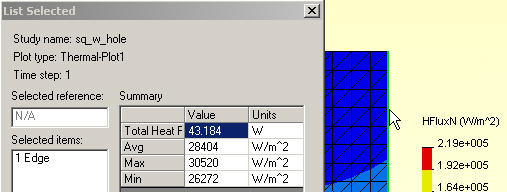 List Selected
Study name: sq_w_hole
Plot type: Thermal-Plot1
Time step: 1
Selected reference:
N/A
Selected items:
1 Edge
Summary
Value Units
Total Heat F 43.184 W
Avg 28404 W/m^2
Max 30520 W/m^2
Min 26272 W/m^2
HFluxN (W/m^2)
2.19e+005
1.92e+005
1.64e+005